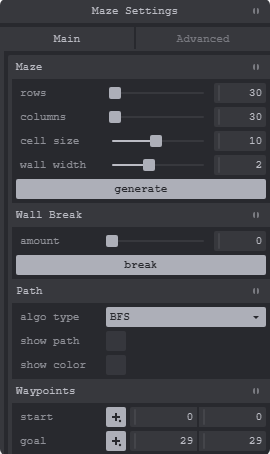 Maze Settings
Main Advanced
Maze
rows 30
columns 30
cell size 10
wall width 2
generate
Wall Break
amount 0
break
Path
algo type BFS
show path
show color
Waypoints
start 0 0
goal 29 29